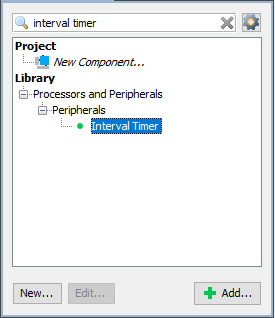 interval timer
Project
New Component...
Library
Processors and Peripherals
Peripherals
Interval Timer
New... Edit... Add...